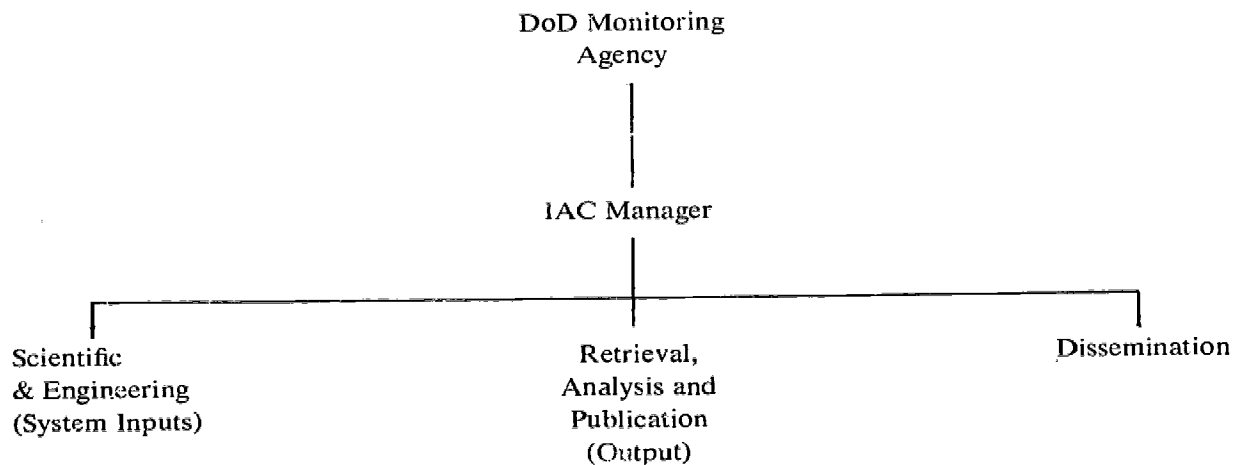 DoD Monitoring
Agency
IAC Manager
Scientific
& Engineering
(System Inputs)
Retrieval,
Analysis and
Publication
(Output)
Dissemination